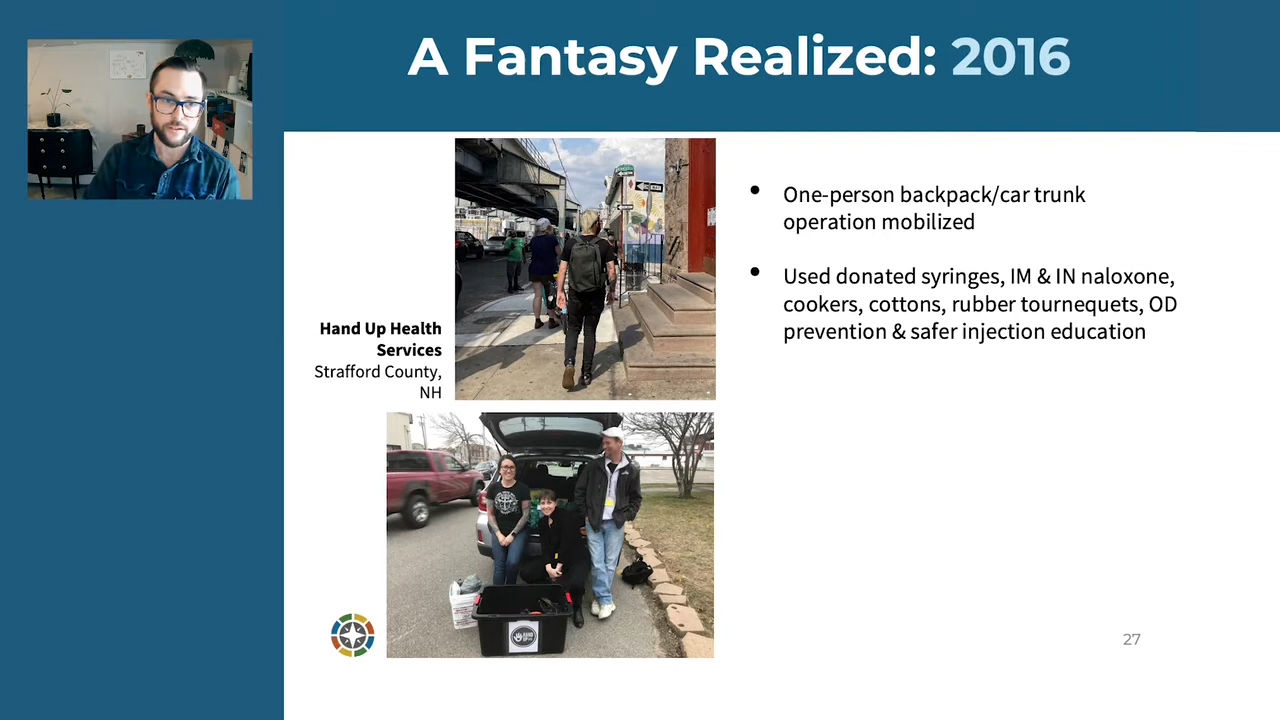 A Fantasy Realized: 2016
One-person backpack/car trunk
operation mobilized
Used donated syringes, IM & IN naloxone,
cookers, cottons, rubber tournequets, OD
prevention & safer injection education
Hand Up Health
Services
Strafford County,
NH
27